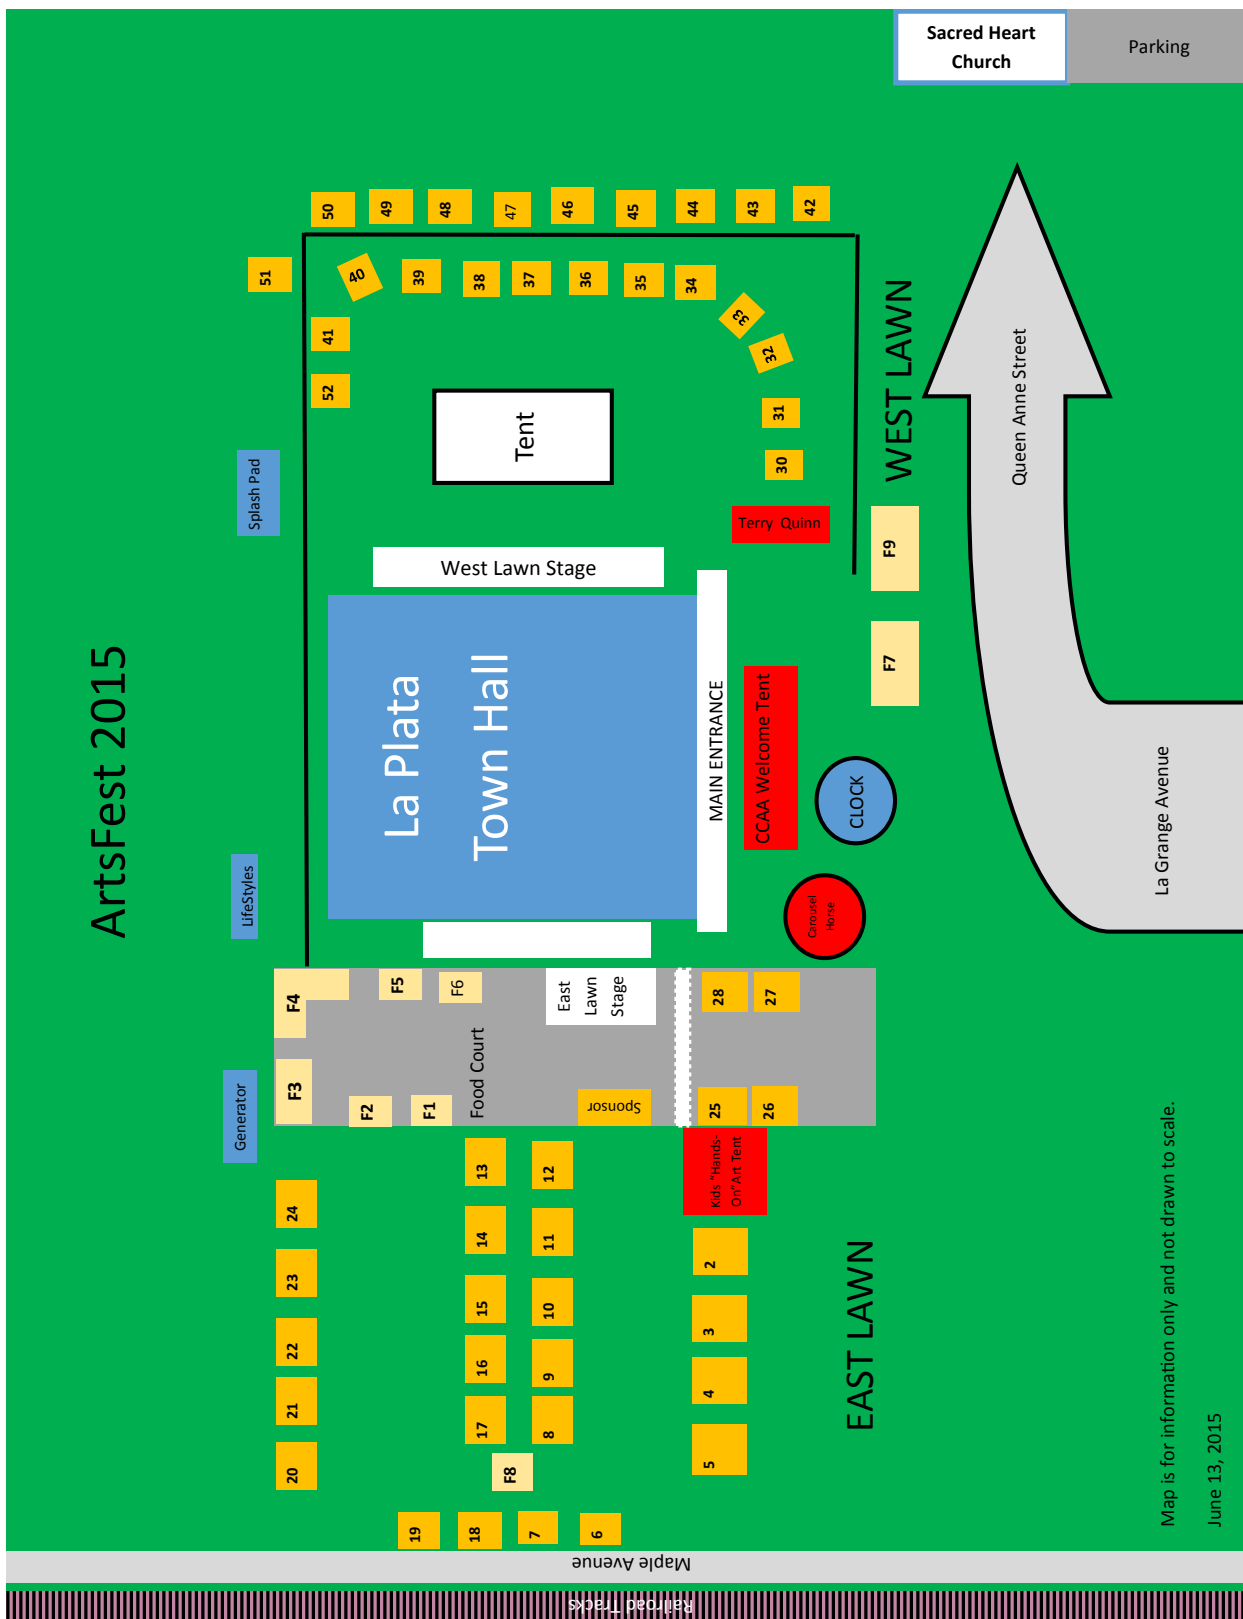 ArtsFest 2015
Sacred Heart
Church
Parking
Generator
LifeStyles
Splash Pad
51
50
49
48
47
46
45
44
43
42
41
52
40
39
38
37
36
35
34
33
32
31
30
Tent
West Lawn Stage
La Plata
Town Hall
MAIN ENTRANCE
CCAA Welcome Tent
Terry Quinn
WEST LAWN
F9
F7
CLOCK
Carousel
Horse
Queen Anne Street
La Grange Avenue
F4
F5
F6
F3
F2
F1
Food Court
East
Lawn
Stage
Sponsor
28
27
25
26
Kids "Hands-
On"Art Tent
24
23
22
21
20
13
14
15
16
17
12
11
10
9
8
F8
2
3
4
5
19
18
7
6
EAST LAWN
Maple Avenue
Railroad Tracks
Map is for information only and not drawn to scale.
June 13, 2015